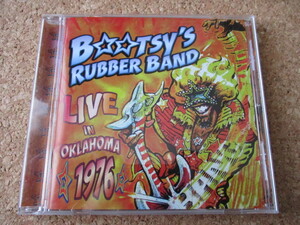 B☆☆TSY'S
RUBBER BAND
LIVE
IN
OKLAHOMA
1976